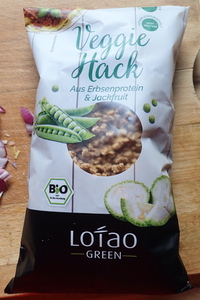 Veggie
Hack
Aus Erbsenprotein
& Jackfruit
BiO
LOTAO
GREEN